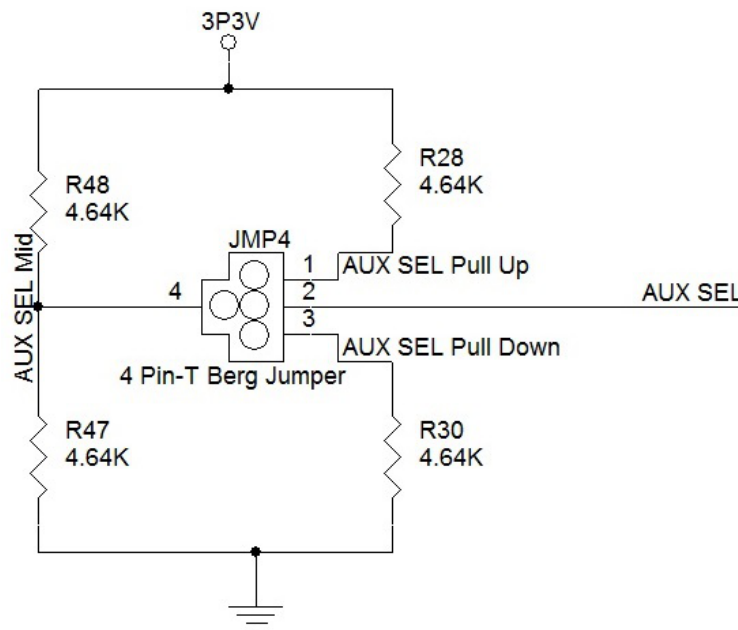 3P3V
R48
4.64K
R28
4.64K
JMP4
1
AUX SEL Pull Up
4
2
AUX SEL
3
AUX SEL Pull Down
AUX SEL Mid
4 Pin-T Berg Jumper
R47
4.64K
R30
4.64K